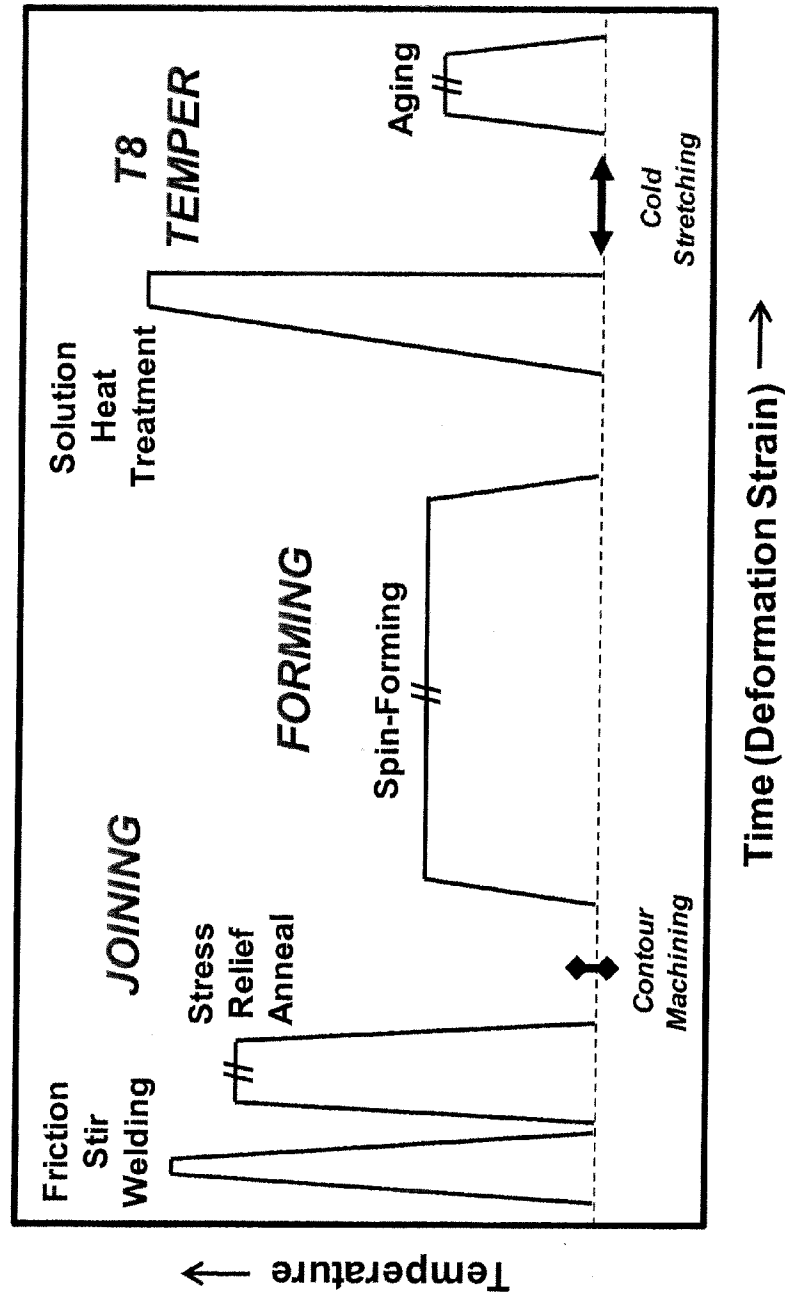 Temperature
Friction
Stir
Welding
JOINING
Stress
Relief
Anneal
Contour
Machining
FORMING
Spin-Forming
Solution
Heat
Treatment
T8
TEMPER
Cold
Stretching
Aging
Time (Deformation Strain)